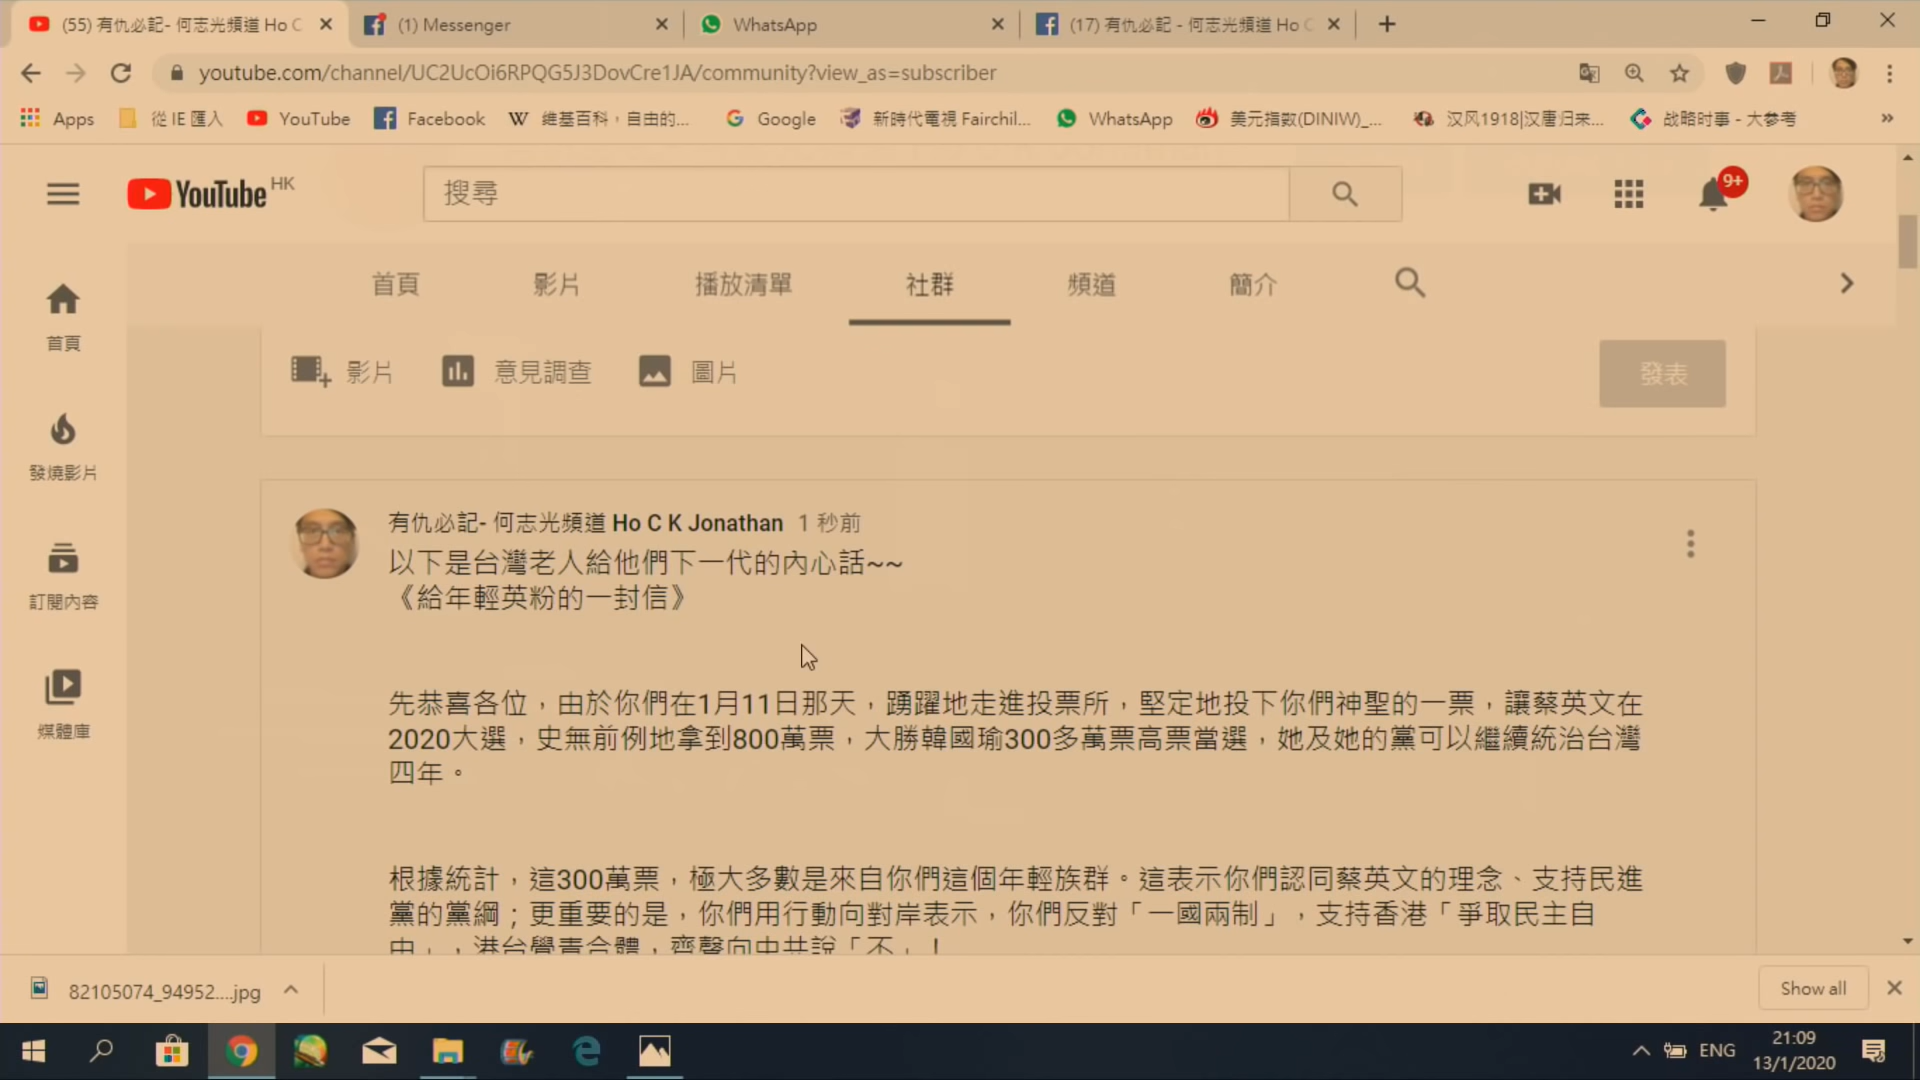 (55) 有仇必記- 何志光頻道 Ho C
(1) Messenger
WhatsApp
(17) 有仇必記 - 何志光頻道 Ho C
youtube.com/channel/UC2UcOi6RPQG5J3DovCre1JA/community?view_as=subscriber
Apps
從 IE 匯入
YouTube
Facebook
W 維基百科，自由的...
Google
新時代電視 Fairchil...
WhatsApp
美元指數(DINIW)_...
汉风1918|汉唐归来...
战略时事 - 大参考
»
YouTube HK
搜尋
9+
首頁
影片
播放清單
社群
頻道
簡介
首頁
發燒影片
訂閱內容
媒體庫
影片
意見調查
圖片
發表
有仇必記- 何志光頻道 Ho C K Jonathan 1 秒前
以下是台灣老人給他們下一代的內心話~~
《給年輕英粉的一封信》
先恭喜各位，由於你們在1月11日那天，踴躍地走進投票所，堅定地投下你們神聖的一票，讓蔡英文在
2020大選，史無前例地拿到800萬票，大勝韓國瑜300多萬票高票當選，她及她的黨可以繼續統治台灣
四年。
根據統計，這300萬票，極大多數是來自你們這個年輕族群。這表示你們認同蔡英文的理念、支持民進
黨的黨綱；更重要的是，你們用行動向對岸表示，你們反對「一國兩制」，支持香港「爭取民主自
由」，港台學青合體，齊聲向中共說「不」！
82105074_94952....jpg
Show all
ENG
21:09
13/1/2020